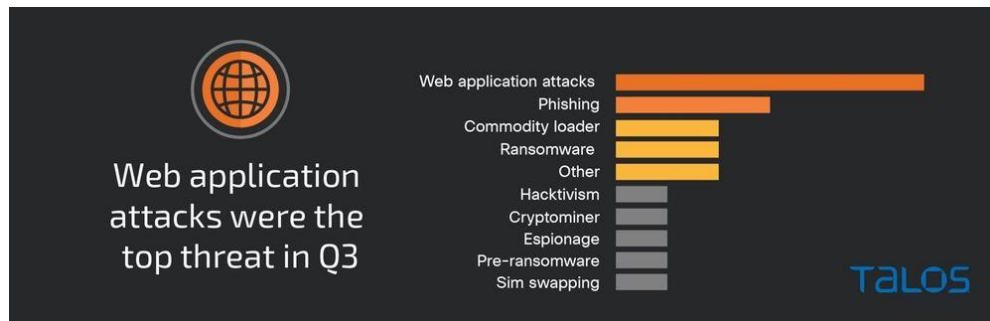 Web application
attacks were the
top threat in Q3
Web application attacks
Phishing
Commodity loader
Ransomware
Other
Hacktivism
Cryptominer
Espionage
Pre-ransomware
Sim swapping
TALOS